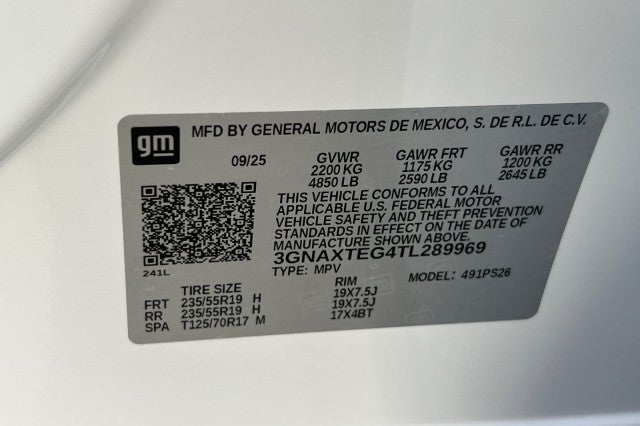 gm
MFD BY GENERAL MOTORS DE MEXICO, S. DE R.L. DE C.V.
09/25 GVWR GAWR FRT GAWR RR
2200 KG 1175 KG 1200 KG
4850 LB 2590 LB 2645 LB
THIS VEHICLE CONFORMS TO ALL
APPLICABLE U.S. FEDERAL MOTOR
VEHICLE SAFETY AND THEFT PREVENTION
STANDARDS IN EFFECT ON THE DATE OF
MANUFACTURE SHOWN ABOVE.
3GNAXTEG4TL289969
241L
TYPE: MPV MODEL: 491PS26
TIRE SIZE RIM
FRT 235/55R19 H 19X7.5J
RR 235/55R19 H 19X7.5J
SPA T125/70R17 M 17X4BT